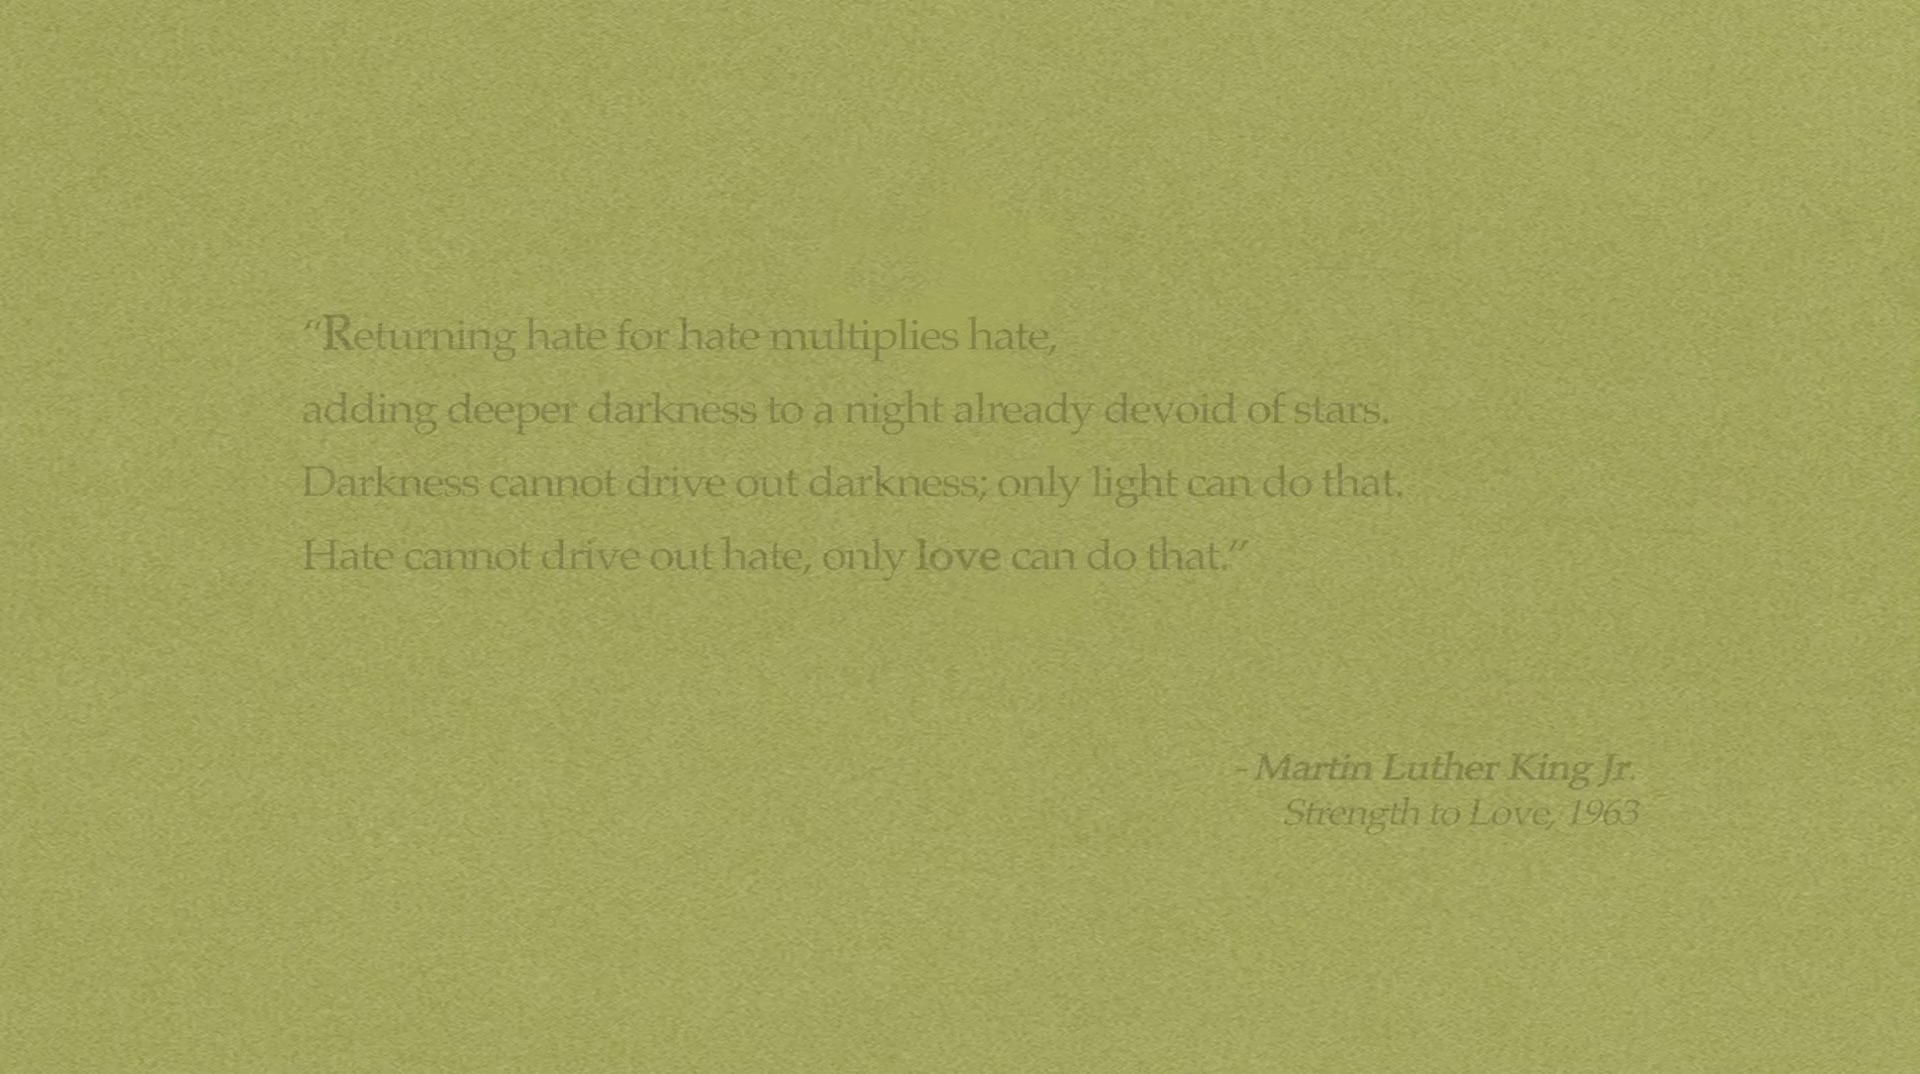 “Returning hate for hate multiplies hate,
adding deeper darkness to a night already devoid of stars.
Darkness cannot drive out darkness; only light can do that.
Hate cannot drive out hate, only love can do that.”
- Martin Luther King Jr.
Strength to Love, 1963